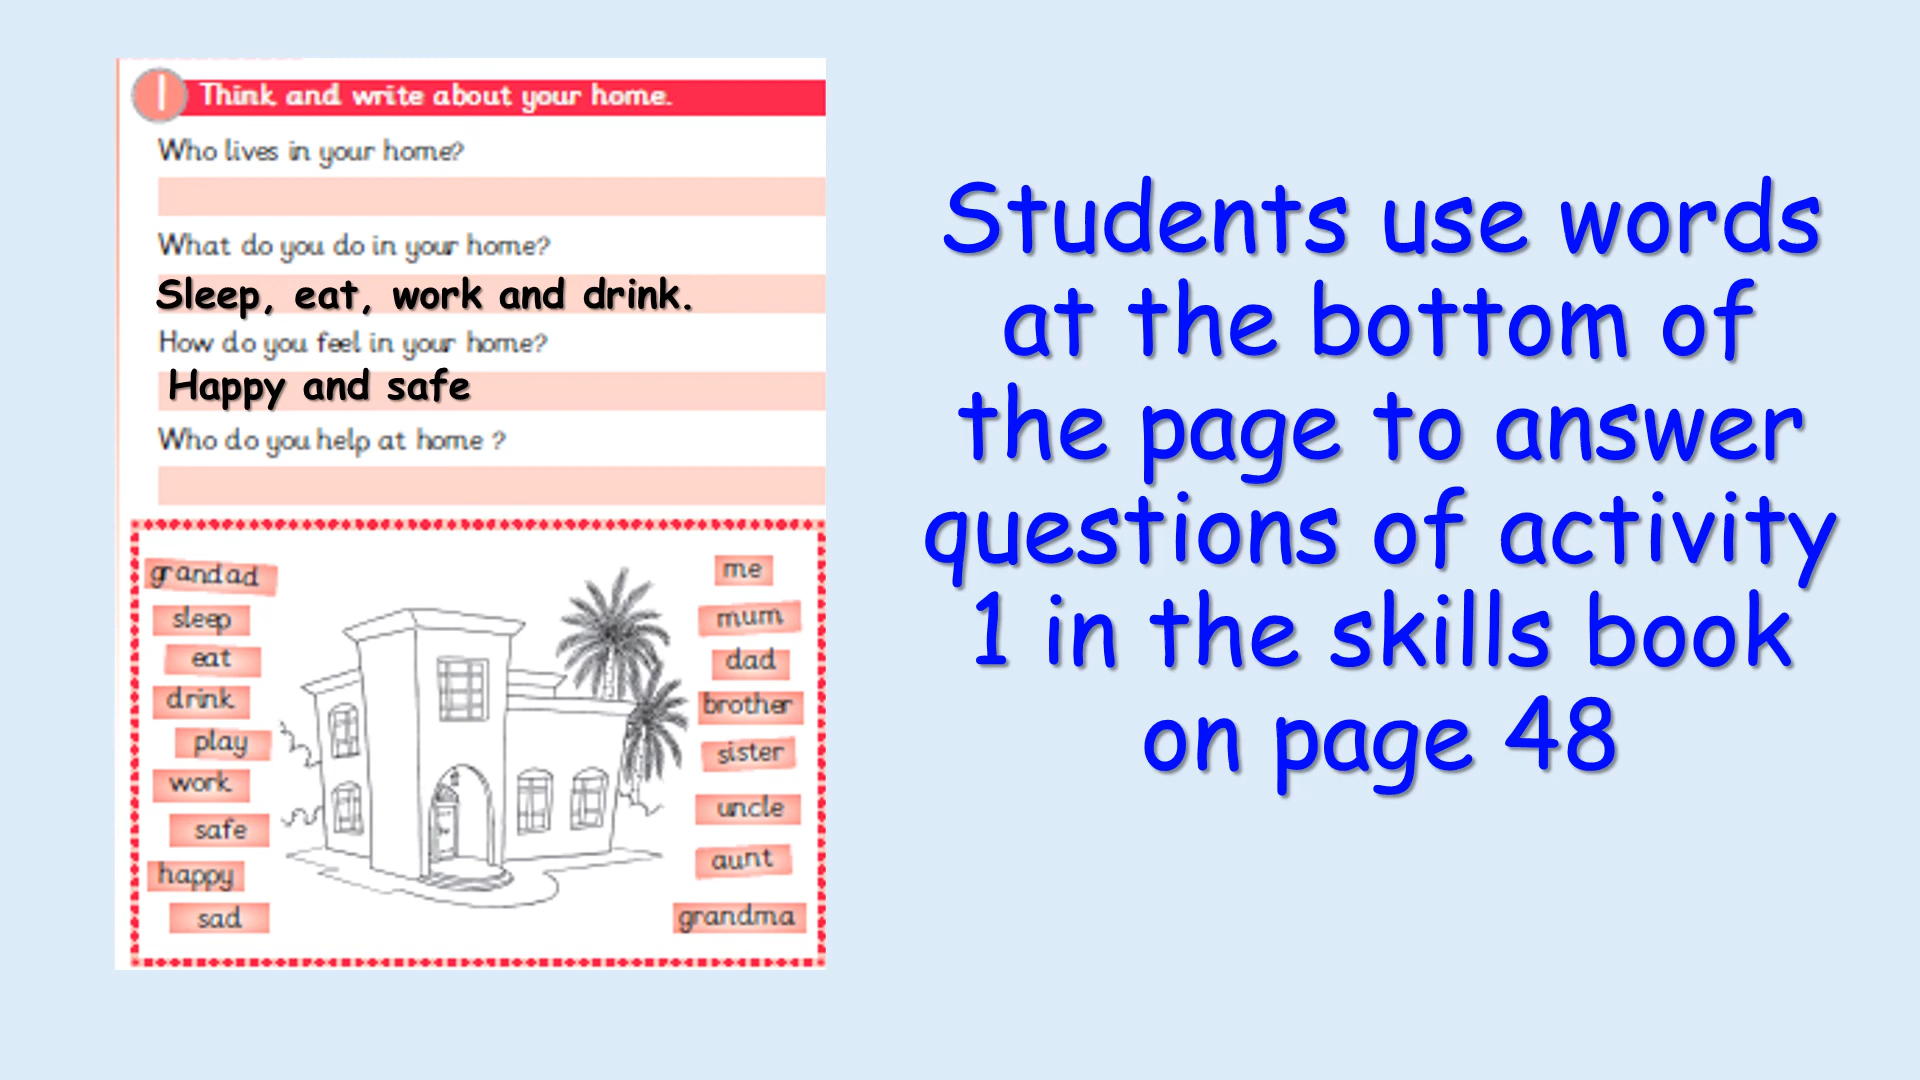 1 Think and write about your home.
Who lives in your home?
What do you do in your home?
Sleep, eat, work and drink.
How do you feel in your home?
Happy and safe
Who do you help at home ?
grandad
sleep
eat
drink
play
work
safe
happy
sad
me
mum
dad
brother
sister
uncle
aunt
grandma
Students use words
at the bottom of
the page to answer
questions of activity
1 in the skills book
on page 48